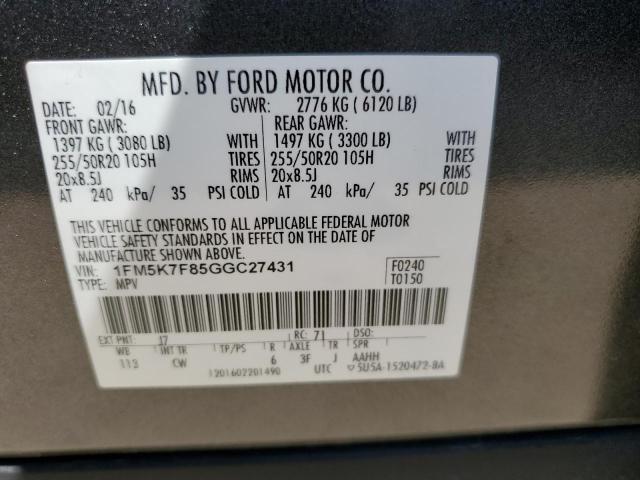 MFD. BY FORD MOTOR CO.
DATE: 02/16 GVWR: 2776 KG ( 6120 LB)
FRONT GAWR: REAR GAWR:
1397 KG ( 3080 LB) WITH 1497 KG ( 3300 LB) WITH
255/50R20 105H TIRES 255/50R20 105H TIRES
20x8.5J RIMS 20x8.5J RIMS
AT 240 kPa/ 35 PSI COLD AT 240 kPa/ 35 PSI COLD
THIS VEHICLE CONFORMS TO ALL APPLICABLE FEDERAL MOTOR
VEHICLE SAFETY STANDARDS IN EFFECT ON THE DATE OF
MANUFACTURE SHOWN ABOVE.
VIN: 1FM5K7F85GGC27431 F0240
TYPE: MPV T0150
EXT PNT: J7 RC: 71 DSO:
WB INT TR TP/PS R AXLE TR SPR
113 CW 6 3F J AAHH
1201602201490 UTC 5U5A-1520472-BA